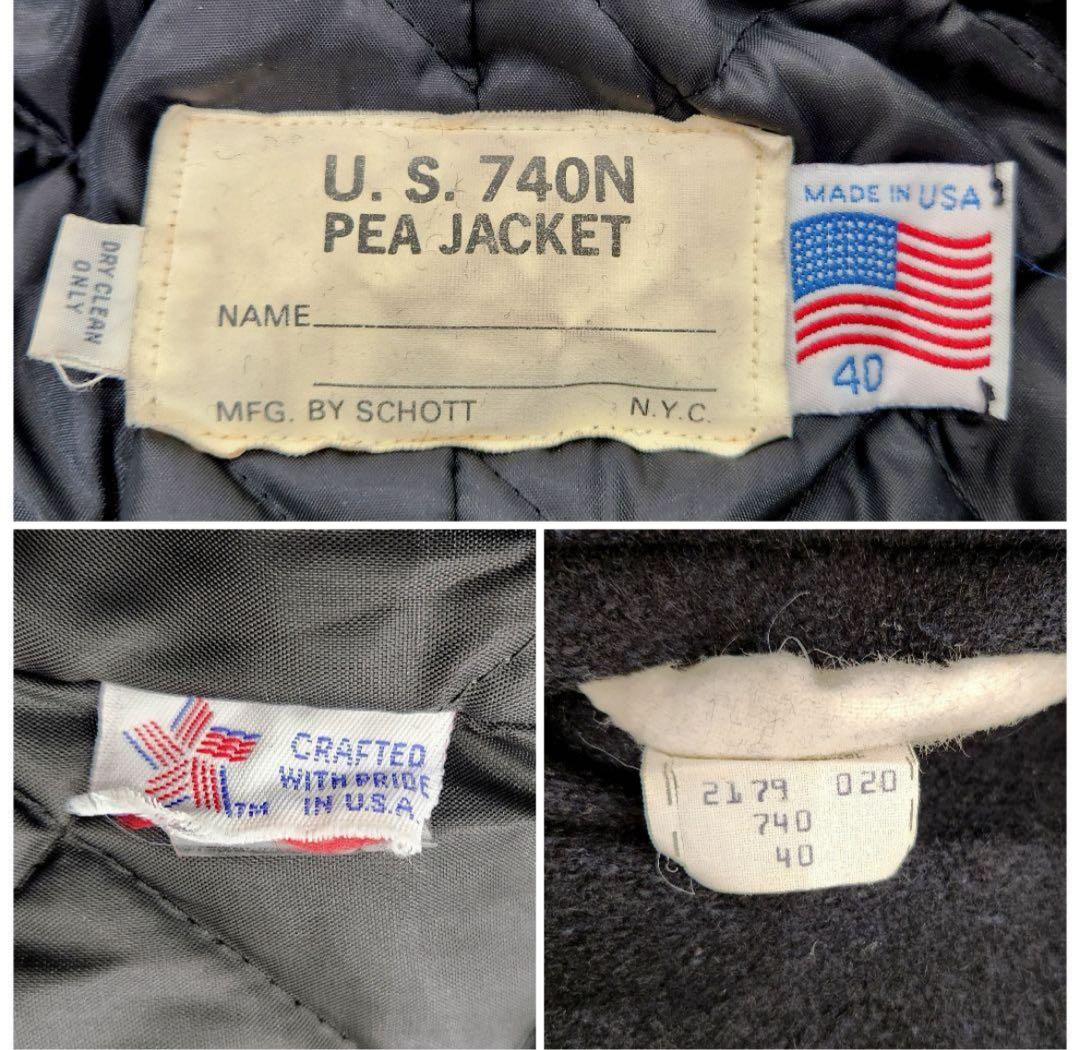 DRY CLEAN
ONLY
U. S. 740N
PEA JACKET
NAME
MFG. BY SCHOTT N.Y.C.
MADE IN USA
40
CRAFTED
WITH PRIDE
IN U.S.A.
TM
2179 020
740
40